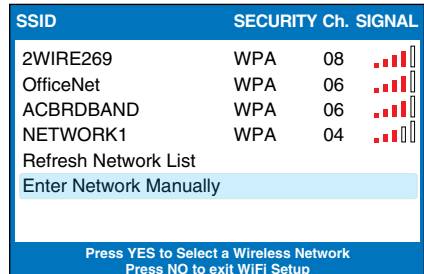 SSID SECURITY Ch. SIGNAL
2WIRE269 WPA 08
OfficeNet WPA 06
ACBRDBAND WPA 06
NETWORK1 WPA 04
Refresh Network List
Enter Network Manually
Press YES to Select a Wireless Network
Press NO to exit WiFi Setup